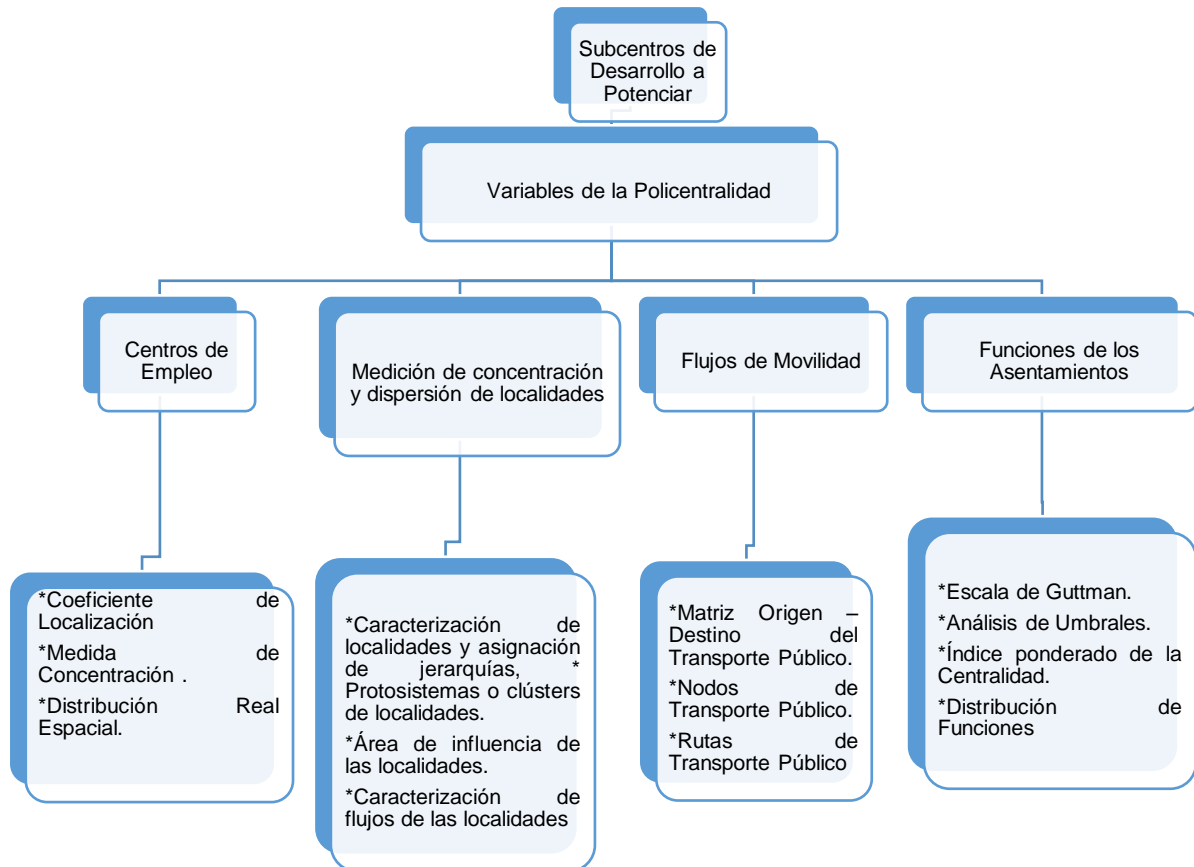 Subcentros de
Desarrollo a
Potenciar
Variables de la Policentralidad
Centros de
Empleo
Medición de concentración
y dispersión de localidades
Flujos de Movilidad
Funciones de los
Asentamientos
*Coeficiente de
Localización
*Medida de
Concentración .
*Distribución Real
Espacial.
*Caracterización de
localidades y asignación
de jerarquías, *
Protosistemas o clústers
de localidades.
*Área de influencia de
las localidades.
*Caracterización de
flujos de las localidades
*Matriz Origen –
Destino del
Transporte Público.
*Nodos de
Transporte Público.
*Rutas de
Transporte Público
*Escala de Guttman.
*Análisis de Umbrales.
*Índice ponderado de la
Centralidad.
*Distribución de
Funciones